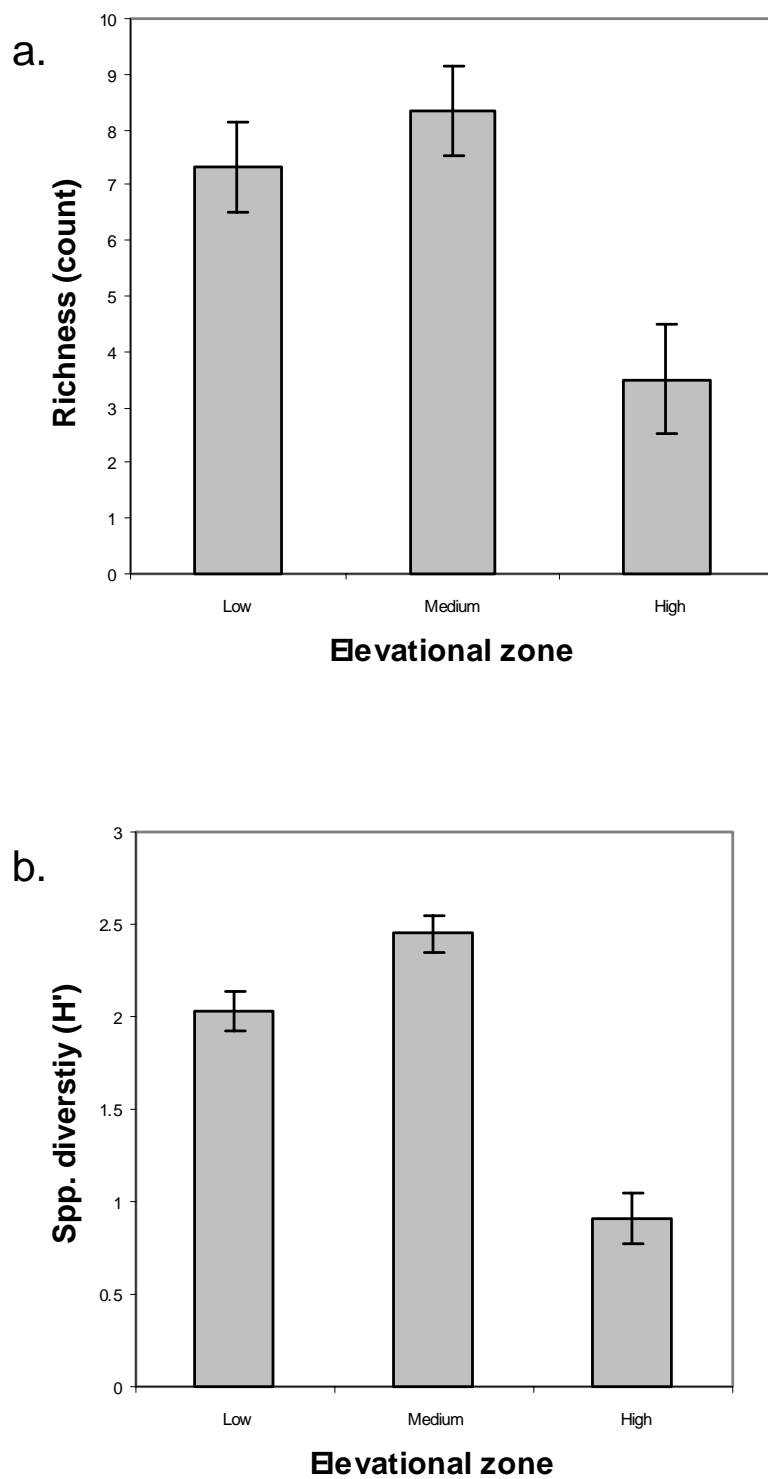 a.
10
9
8
7
6
5
4
3
2
1
0
Richness (count)
Low Medium High
Elevational zone
b.
3
2.5
2
1.5
1
0.5
0
Spp. diverstiy (H')
Low Medium High
Elevational zone